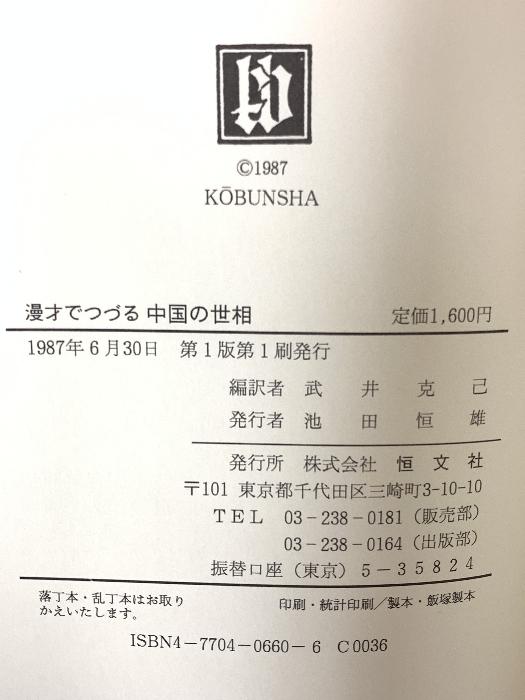 ©1987
KŌBUNSHA
漫才でつづる 中国の世相 定価1,600円
1987年6月30日 第1版第1刷発行
編訳者 武井克己
発行者 池田恒雄
発行所 株式会社 恒文社
〒101 東京都千代田区三崎町3-10-10
TEL 03-238-0181(販売部)
03-238-0164(出版部)
振替口座(東京)5-35824
落丁本・乱丁本はお取り
かえいたします。
印刷・統計印刷/製本・飯塚製本
ISBN4-7704-0660-6 C0036